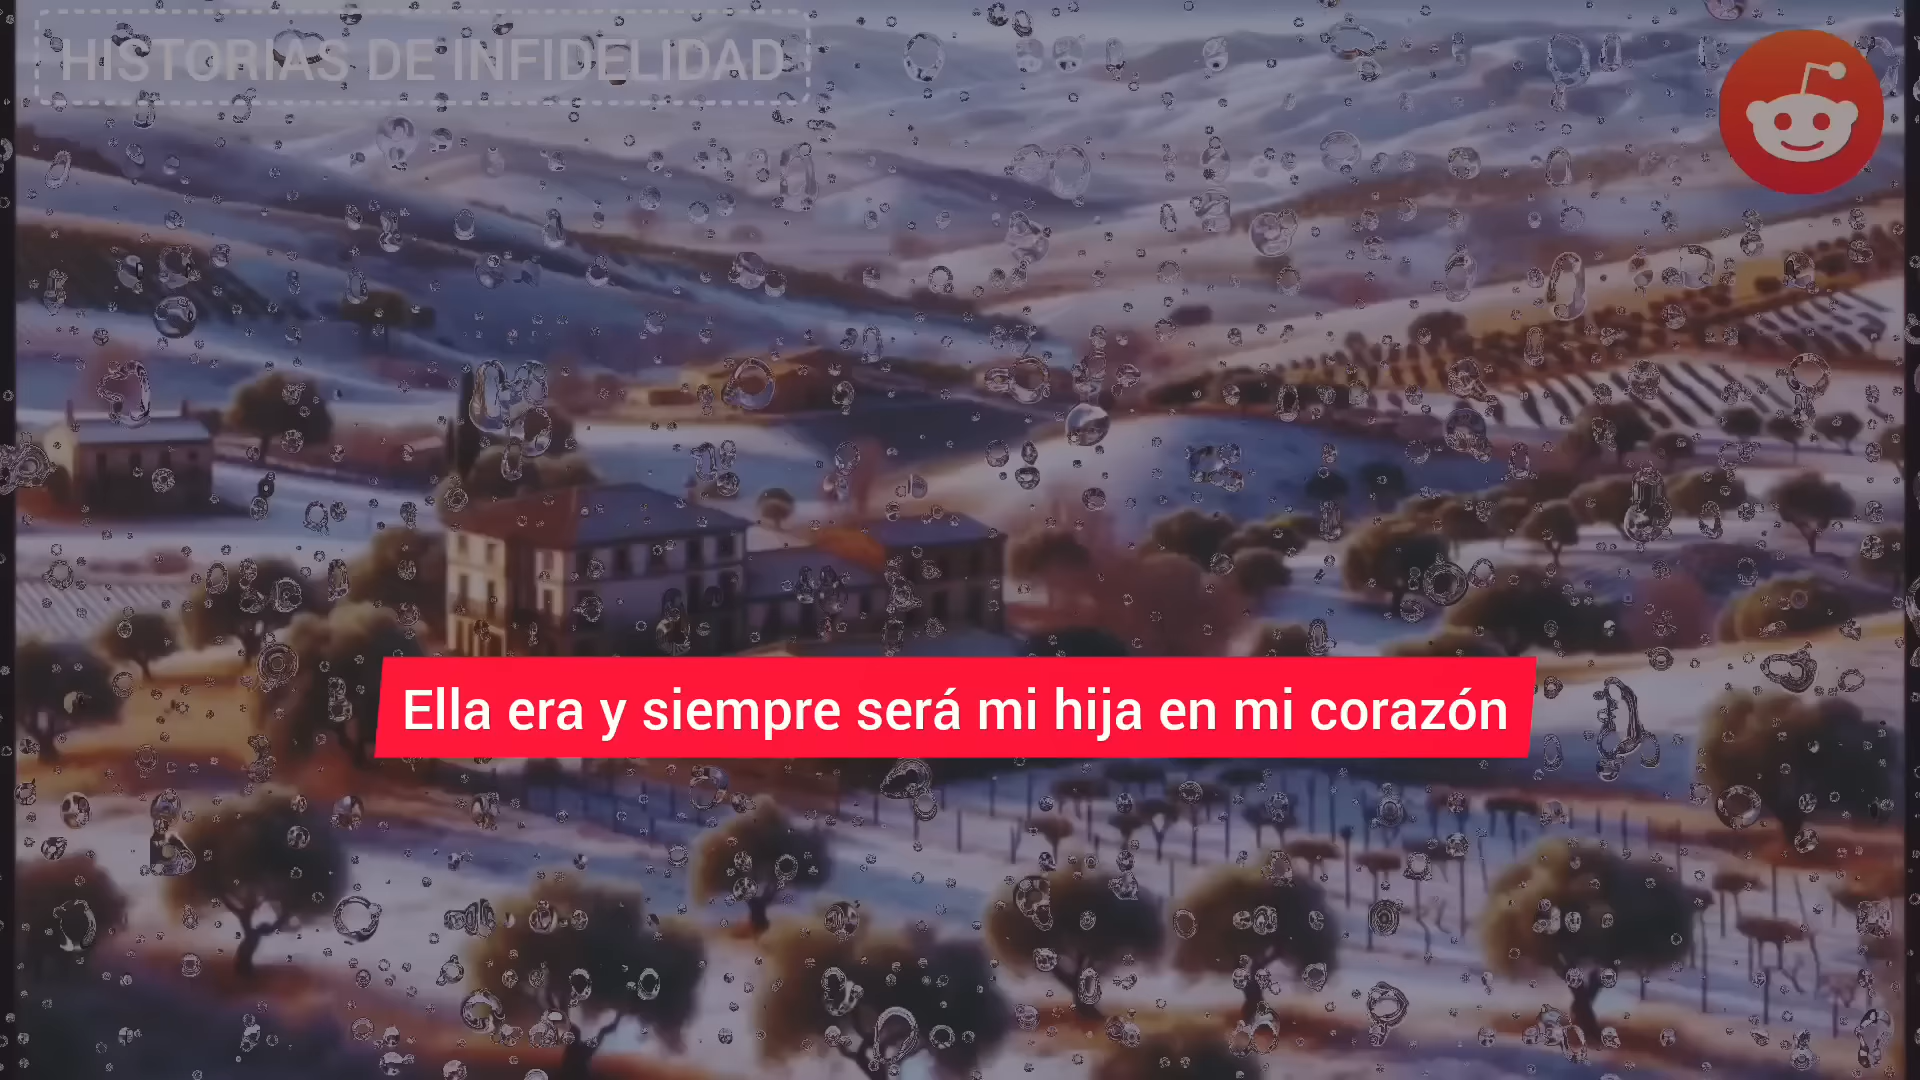 HISTORIAS DE INFIDELIDAD
Ella era y siempre será mi hija en mi corazón